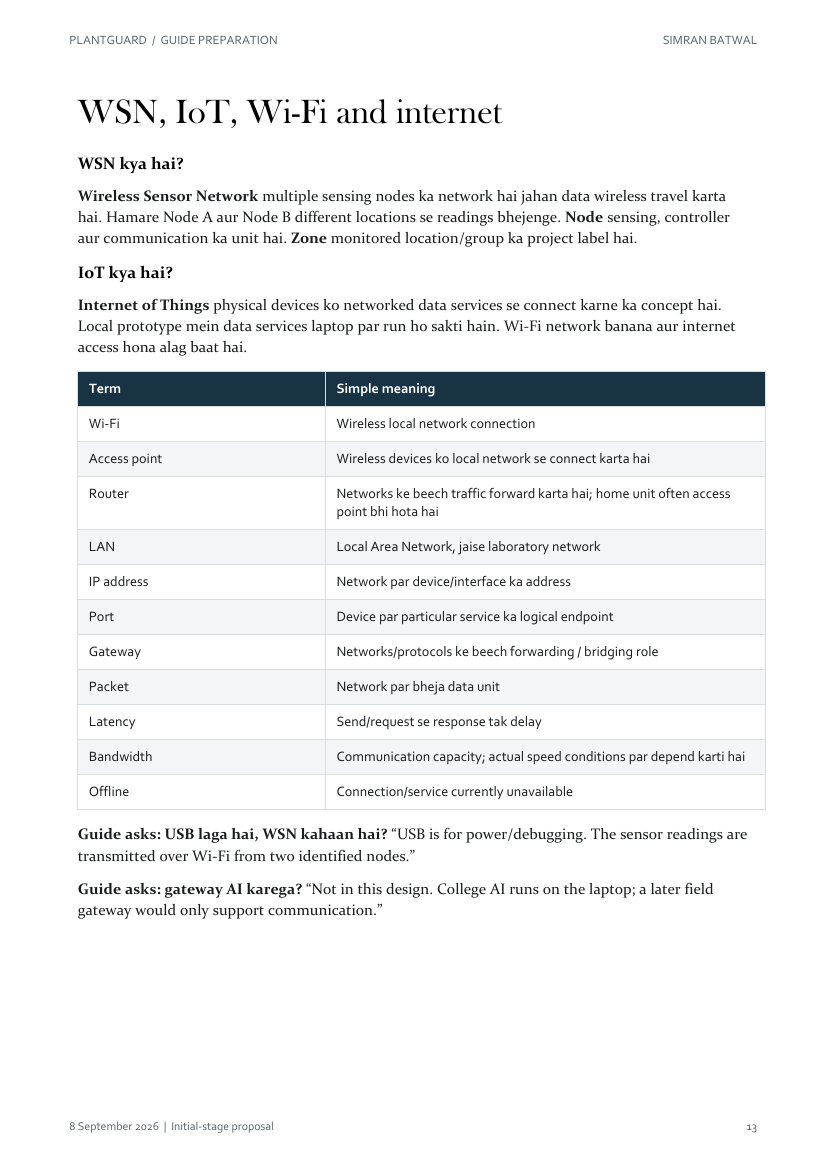 PLANTGUARD / GUIDE PREPARATION
SIMRAN BATWAL
WSN, IoT, Wi-Fi and internet
WSN kya hai?
Wireless Sensor Network multiple sensing nodes ka network hai jahan data wireless travel karta
hai. Hamare Node A aur Node B different locations se readings bhejenge. Node sensing, controller
aur communication ka unit hai. Zone monitored location/group ka project label hai.
IoT kya hai?
Internet of Things physical devices ko networked data services se connect karne ka concept hai.
Local prototype mein data services laptop par run ho sakti hain. Wi-Fi network banana aur internet
access hona alag baat hai.
Term
Simple meaning
Wi-Fi
Wireless local network connection
Access point
Wireless devices ko local network se connect karta hai
Router
Networks ke beech traffic forward karta hai; home unit often access
point bhi hota hai
LAN
Local Area Network, jaise laboratory network
IP address
Network par device/interface ka address
Port
Device par particular service ka logical endpoint
Gateway
Networks/protocols ke beech forwarding / bridging role
Packet
Network par bheja data unit
Latency
Send/request se response tak delay
Bandwidth
Communication capacity; actual speed conditions par depend karti hai
Offline
Connection/service currently unavailable
Guide asks: USB laga hai, WSN kahaan hai? “USB is for power/debugging. The sensor readings are
transmitted over Wi-Fi from two identified nodes.”
Guide asks: gateway AI karega? “Not in this design. College AI runs on the laptop; a later field
gateway would only support communication.”
8 September 2026 | Initial-stage proposal
13